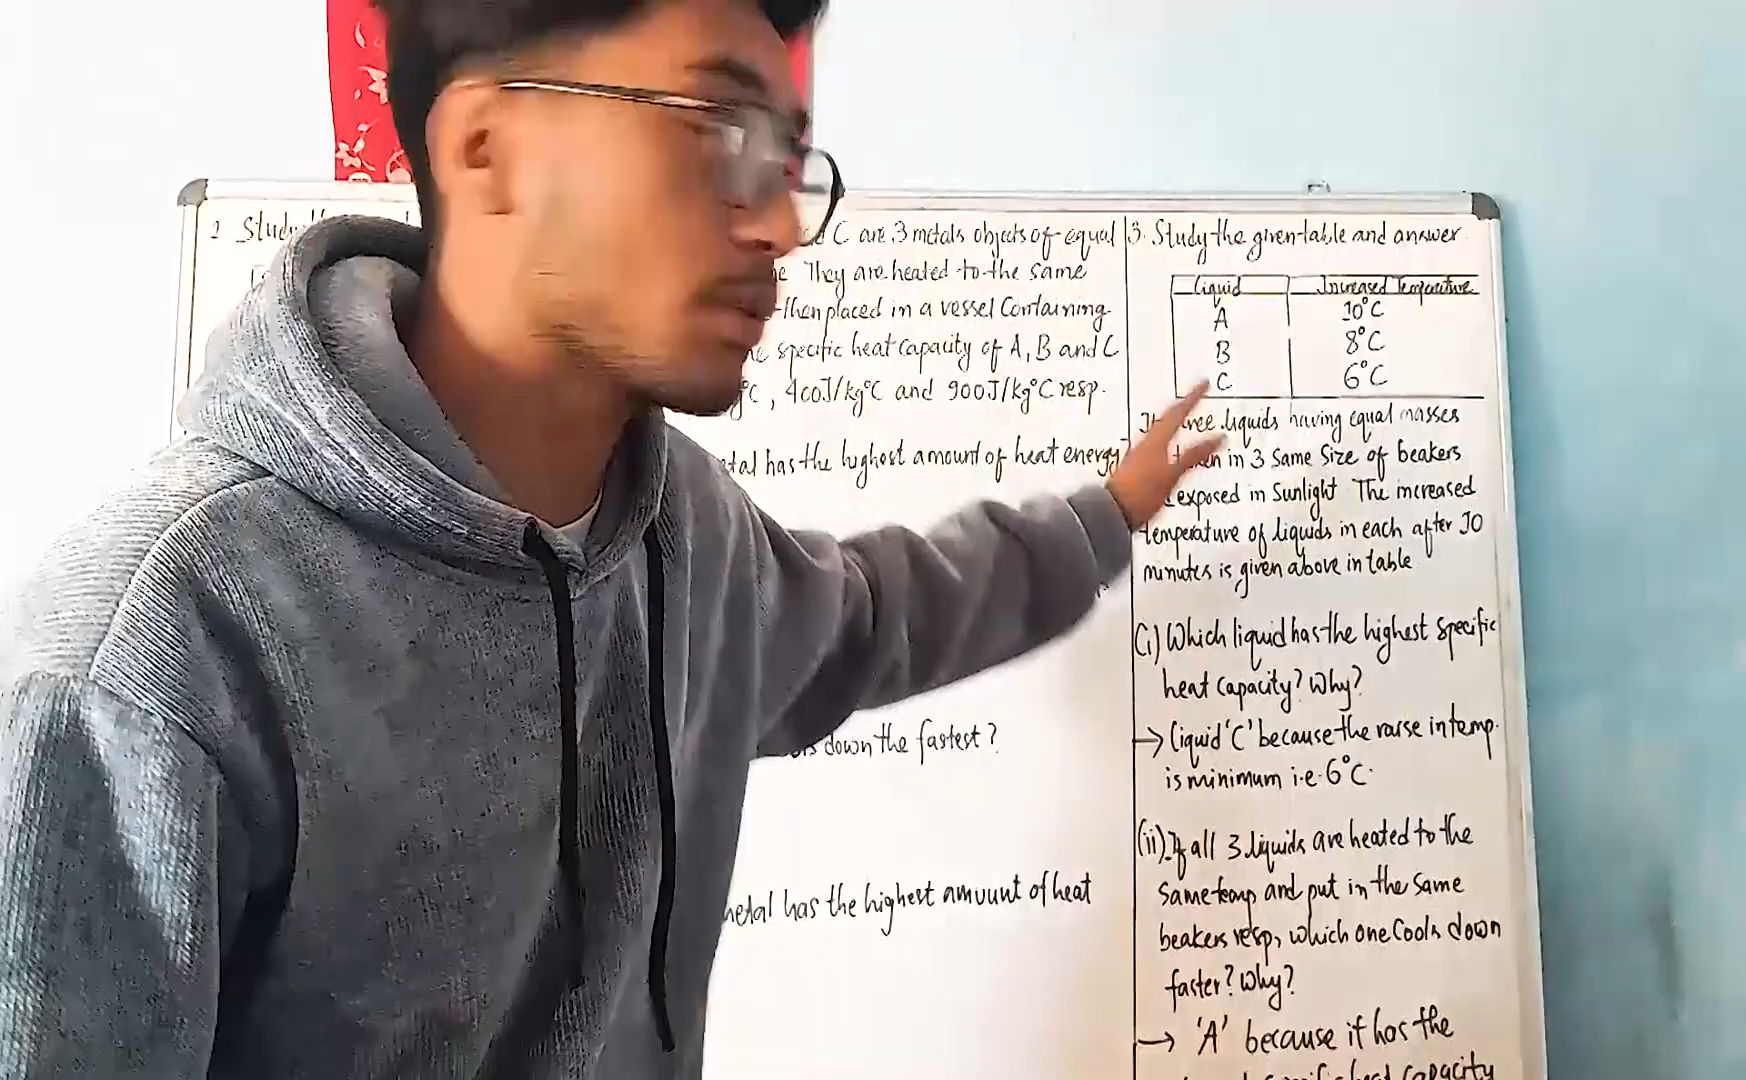 2 Study
C are 3 metals objects of equal
They are heated to the same
then placed in a vessel Containing
specific heat capacity of A, B and C
°C, 400J/kg°C and 900J/kg°C resp.
has the highest amount of heat energy?
down the fastest?
metal has the highest amount of heat
3. Study the given table and answer.
Liquid Increased Temperature
A 10°C
B 8°C
C 6°C
liquids having equal masses
in 3 same size of beakers
exposed in Sunlight The increased
temperature of liquids in each after 10
minutes is given above in table
(i) Which liquid has the highest specific
heat capacity? Why?
→ liquid 'C' because the raise in temp.
is minimum i.e. 6°C.
(ii) If all 3 liquids are heated to the
same temp and put in the same
beakers resp, which one Cools down
faster? Why?
→ 'A' because it has the
capacity